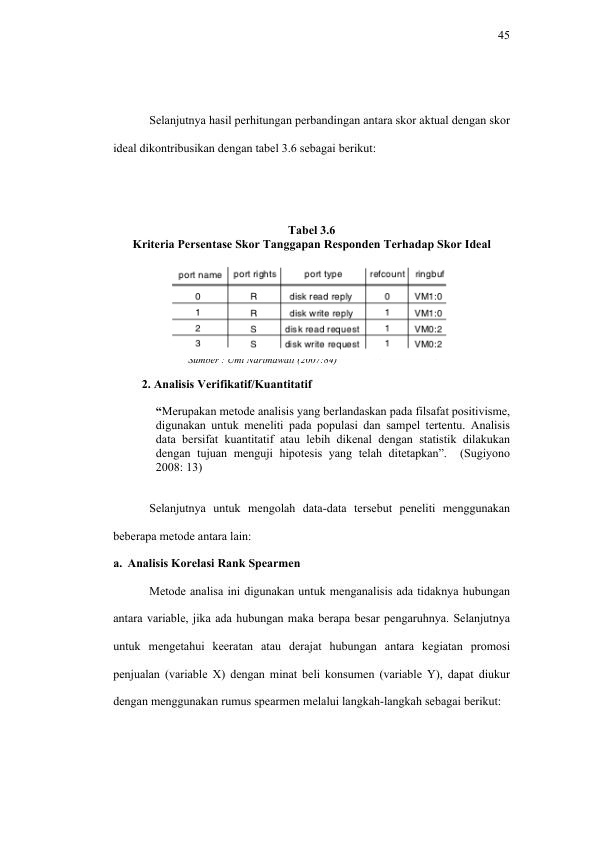 45
Selanjutnya hasil perhitungan perbandingan antara skor aktual dengan skor
ideal dikontribusikan dengan tabel 3.6 sebagai berikut:
Tabel 3.6
Kriteria Persentase Skor Tanggapan Responden Terhadap Skor Ideal
port name port rights port type refcount ringbuf
0 R disk read reply 0 VM1:0
1 R disk write reply 1 VM1:0
2 S disk read request 1 VM0:2
3 S disk write request 1 VM0:2
Sumber : Umi Narimawati (2007:84)
2. Analisis Verifikatif/Kuantitatif
“Merupakan metode analisis yang berlandaskan pada filsafat positivisme,
digunakan untuk meneliti pada populasi dan sampel tertentu. Analisis
data bersifat kuantitatif atau lebih dikenal dengan statistik dilakukan
dengan tujuan menguji hipotesis yang telah ditetapkan”. (Sugiyono
2008: 13)
Selanjutnya untuk mengolah data-data tersebut peneliti menggunakan
beberapa metode antara lain:
a. Analisis Korelasi Rank Spearmen
Metode analisa ini digunakan untuk menganalisis ada tidaknya hubungan
antara variable, jika ada hubungan maka berapa besar pengaruhnya. Selanjutnya
untuk mengetahui keeratan atau derajat hubungan antara kegiatan promosi
penjualan (variable X) dengan minat beli konsumen (variable Y), dapat diukur
dengan menggunakan rumus spearmen melalui langkah-langkah sebagai berikut: